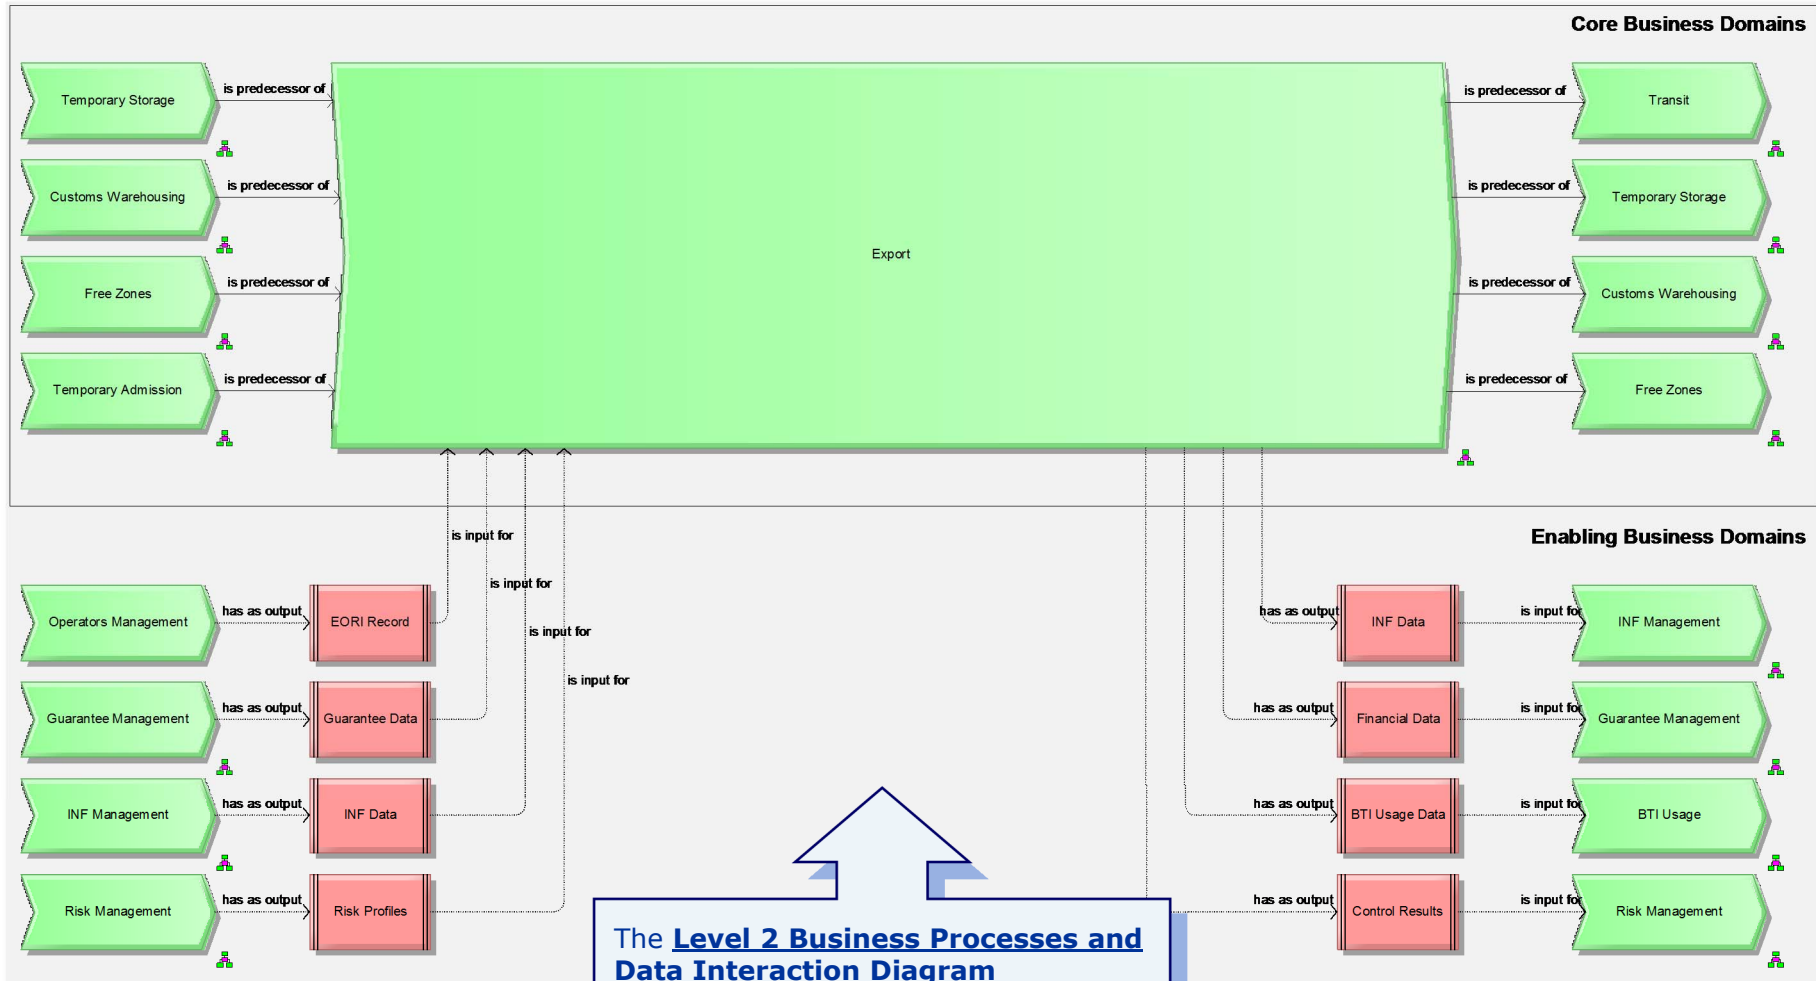 Core Business Domains
Temporary Storage
is predecessor of
is predecessor of
Transit
Customs Warehousing
is predecessor of
is predecessor of
Temporary Storage
Export
Free Zones
is predecessor of
is predecessor of
Customs Warehousing
Temporary Admission
is predecessor of
is predecessor of
Free Zones
Enabling Business Domains
is input for
is input for
is input for
is input for
Operators Management
has as output
EORI Record
has as output
INF Data
is input for
INF Management
Guarantee Management
has as output
Guarantee Data
has as output
Financial Data
is input for
Guarantee Management
INF Management
has as output
INF Data
has as output
BTI Usage Data
is input for
BTI Usage
Risk Management
has as output
Risk Profiles
has as output
Control Results
is input for
Risk Management
The Level 2 Business Processes and
Data Interaction Diagram